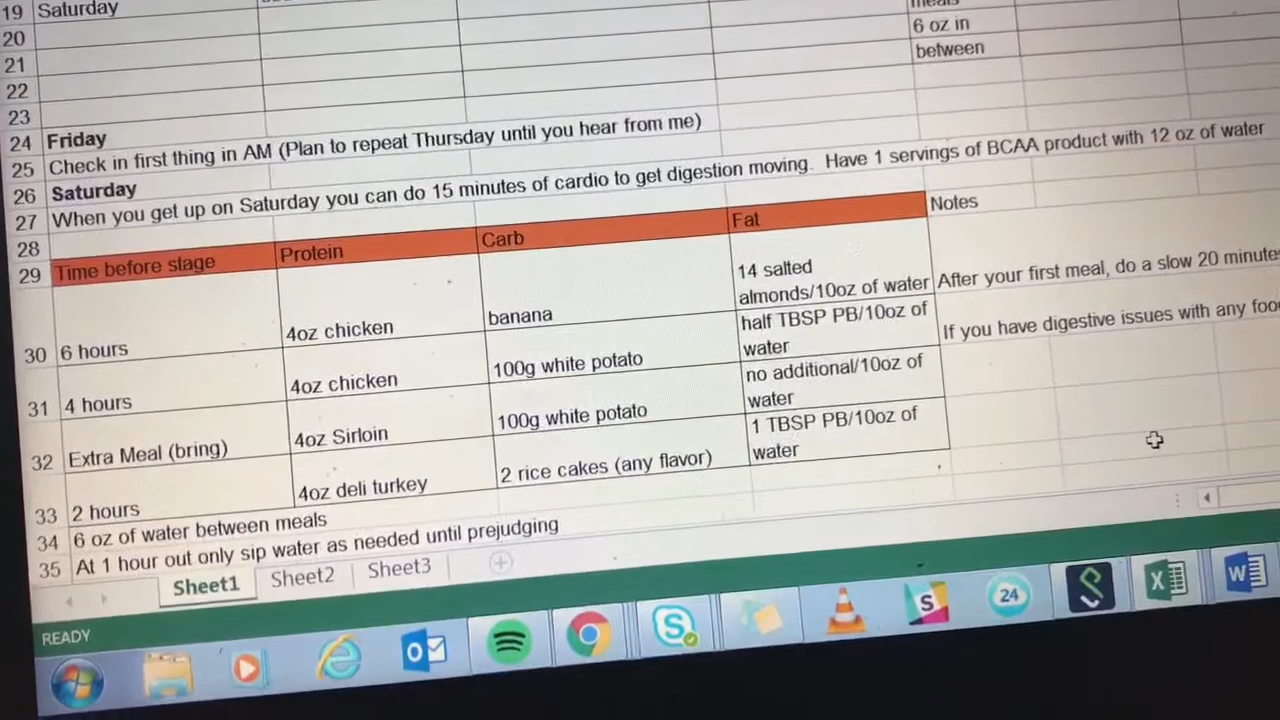 19 Saturday
meals
20
6 oz in
21
between
22
23
24 Friday
25 Check in first thing in AM (Plan to repeat Thursday until you hear from me)
26 Saturday
27 When you get up on Saturday you can do 15 minutes of cardio to get digestion moving. Have 1 servings of BCAA product with 12 oz of water
28
29 Time before stage Protein Carb Fat Notes
30 6 hours 4oz chicken banana 14 salted almonds/10oz of water After your first meal, do a slow 20 minute
31 4 hours 4oz chicken 100g white potato half TBSP PB/10oz of water If you have digestive issues with any
32 Extra Meal (bring) 4oz Sirloin 100g white potato no additional/10oz of water
33 2 hours 4oz deli turkey 2 rice cakes (any flavor) 1 TBSP PB/10oz of water
34 6 oz of water between meals
35 At 1 hour out only sip water as needed until prejudging
Sheet1 Sheet2 Sheet3
READY
24